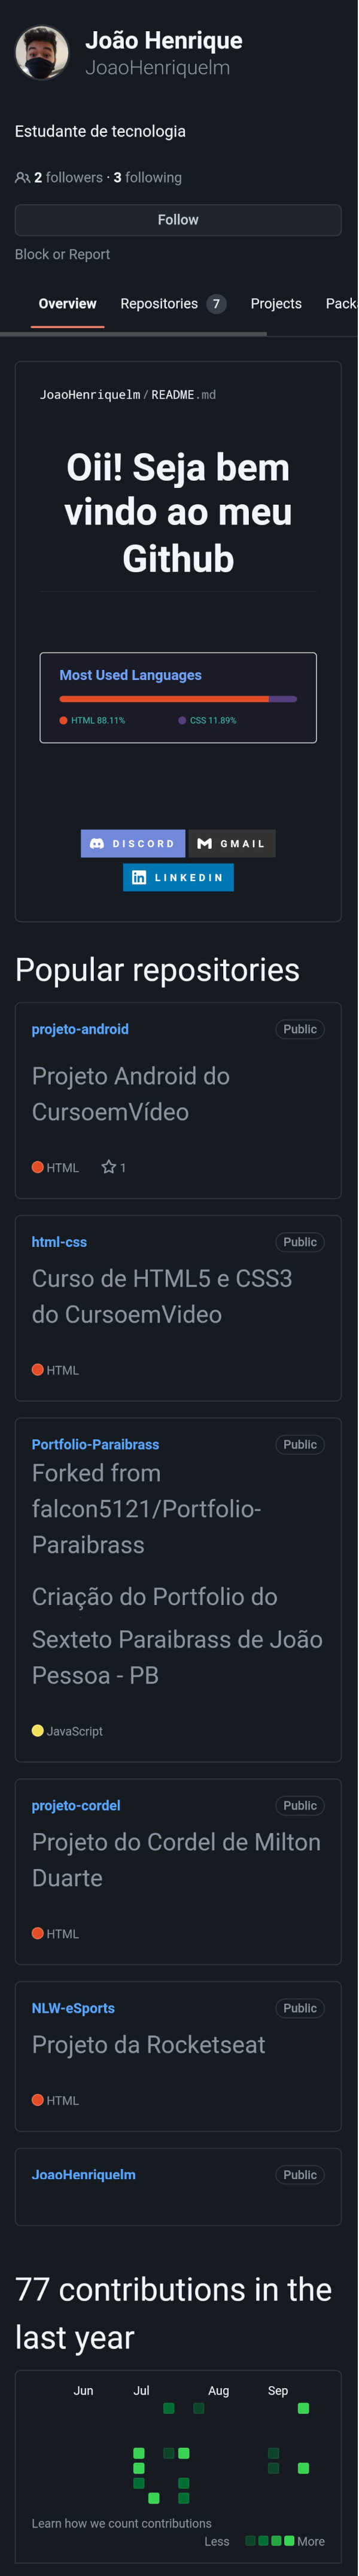 João Henrique
JoaoHenriquelm
Estudante de tecnologia
2 followers · 3 following
Follow
Block or Report
Overview Repositories 7 Projects Pack
JoaoHenriquelm / README.md
Oii! Seja bem
vindo ao meu
Github
Most Used Languages
HTML 88.11% CSS 11.89%
DISCORD GMAIL
LINKEDIN
Popular repositories
projeto-android Public
Projeto Android do
CursoemVídeo
HTML 1
html-css Public
Curso de HTML5 e CSS3
do CursoemVideo
HTML
Portfolio-Paraibrass Public
Forked from
falcon5121/Portfolio-
Paraibrass
Criação do Portfolio do
Sexteto Paraibrass de João
Pessoa - PB
JavaScript
projeto-cordel Public
Projeto do Cordel de Milton
Duarte
HTML
NLW-eSports Public
Projeto da Rocketseat
HTML
JoaoHenriquelm Public
77 contributions in the
last year
Jun Jul Aug Sep
Learn how we count contributions
Less More